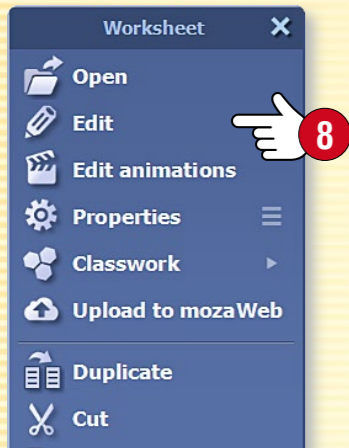 Worksheet
Open
Edit
8
Edit animations
Properties
Classwork
Upload to mozaWeb
Duplicate
Cut